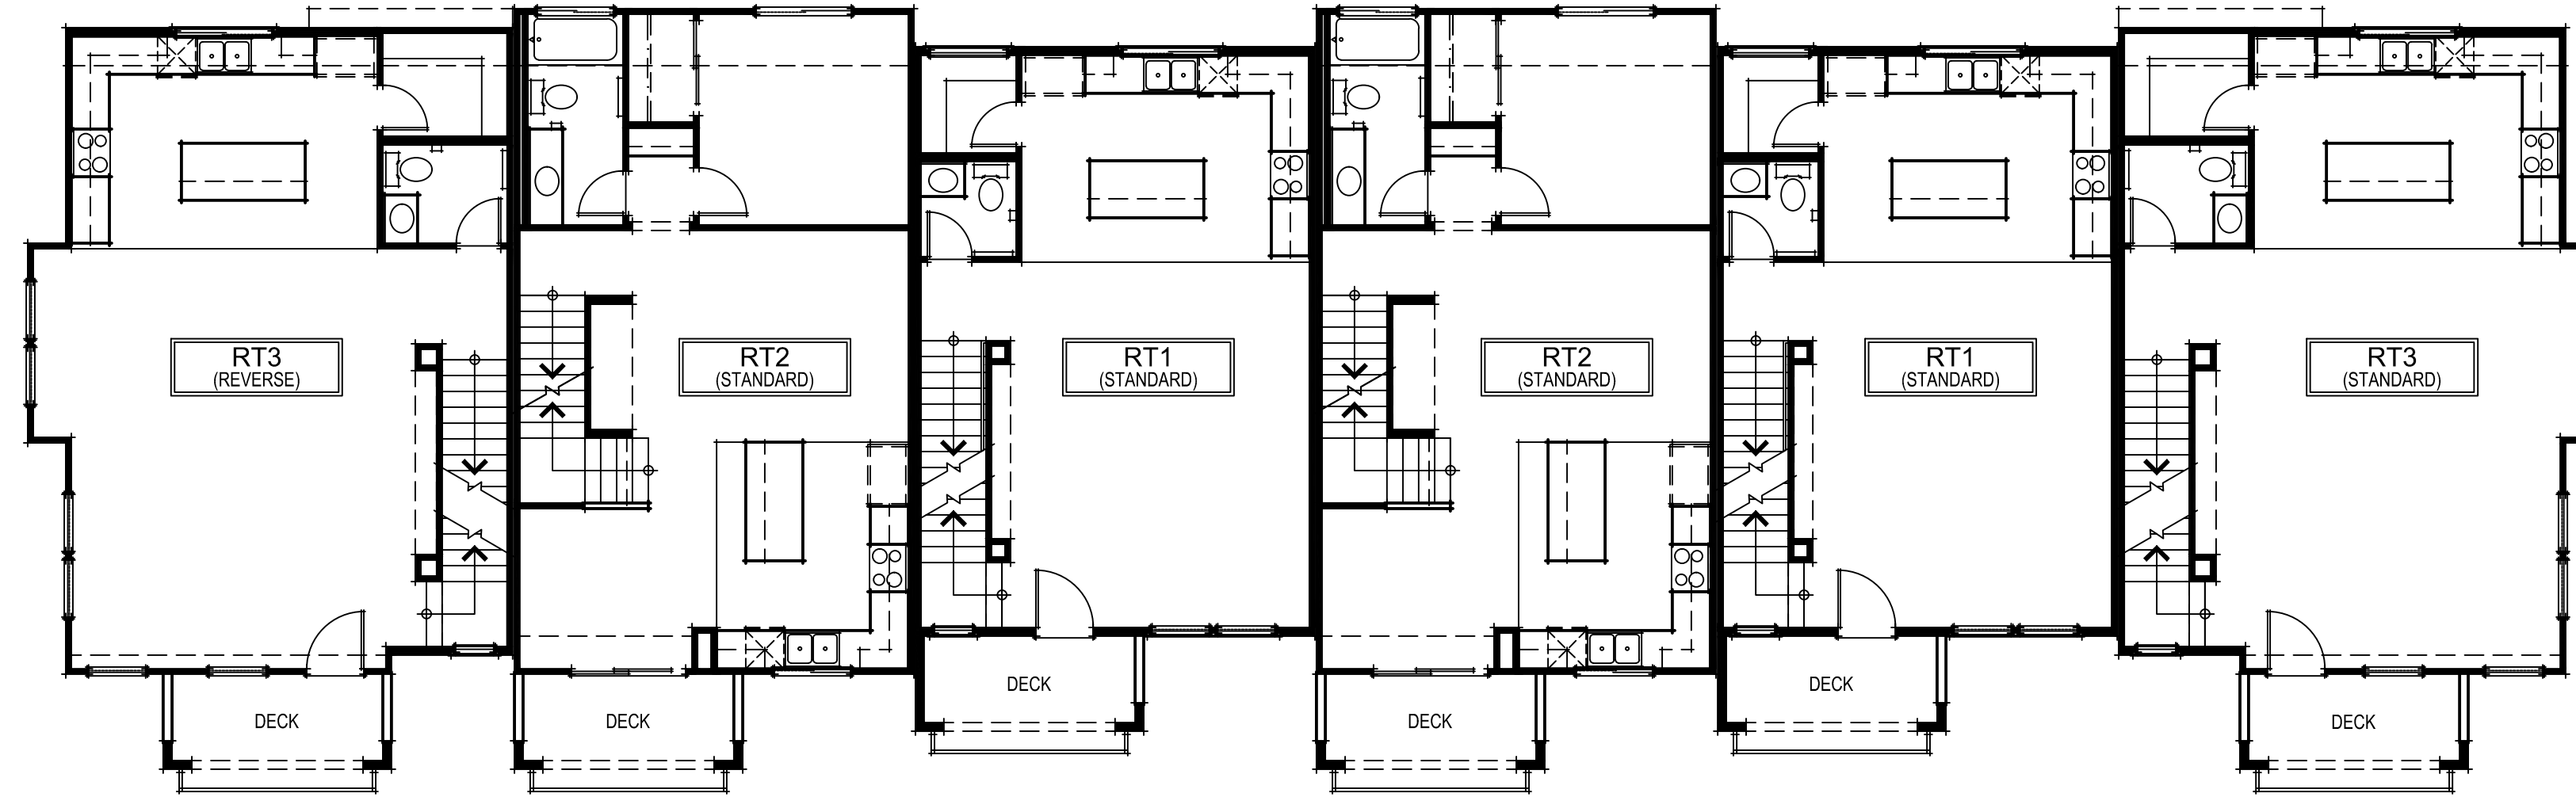 RT3
(REVERSE)
RT2
(STANDARD)
RT1
(STANDARD)
RT2
(STANDARD)
RT1
(STANDARD)
RT3
(STANDARD)
DECK
DECK
DECK
DECK
DECK
DECK